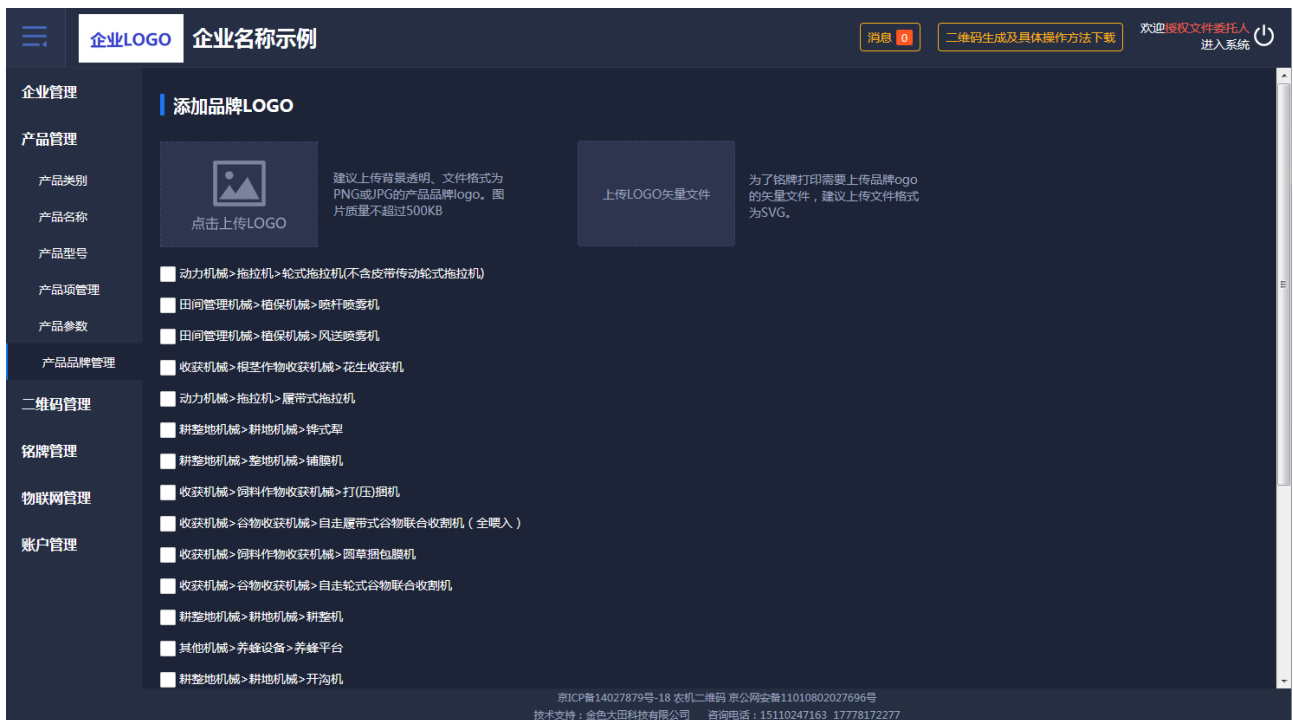 企业LOGO
企业名称示例
消息 0
二维码生成及具体操作方法下载
欢迎授权文件委托人
进入系统
企业管理
产品管理
产品类别
产品名称
产品型号
产品项管理
产品参数
产品品牌管理
二维码管理
铭牌管理
物联网管理
账户管理
添加品牌LOGO
点击上传LOGO
建议上传背景透明、文件格式为
PNG或JPG的产品品牌logo。图
片质量不超过500KB
上传LOGO矢量文件
为了铭牌打印需要上传品牌ogo
的矢量文件，建议上传文件格式
为SVG。
动力机械>拖拉机>轮式拖拉机(不含皮带传动轮式拖拉机)
田间管理机械>植保机械>喷杆喷雾机
田间管理机械>植保机械>风送喷雾机
收获机械>根茎作物收获机械>花生收获机
动力机械>拖拉机>履带式拖拉机
耕整地机械>耕地机械>铧式犁
耕整地机械>整地机械>铺膜机
收获机械>饲料作物收获机械>打(压)捆机
收获机械>谷物收获机械>自走履带式谷物联合收割机（全喂入）
收获机械>饲料作物收获机械>圆草捆包膜机
收获机械>谷物收获机械>自走轮式谷物联合收割机
耕整地机械>耕地机械>耕整机
其他机械>养蜂设备>养蜂平台
耕整地机械>耕地机械>开沟机
京ICP备14027879号-18 农机二维码 京公网安备11010802027696号
技术支持：金色大田科技有限公司 咨询电话：15110247163 17778172277